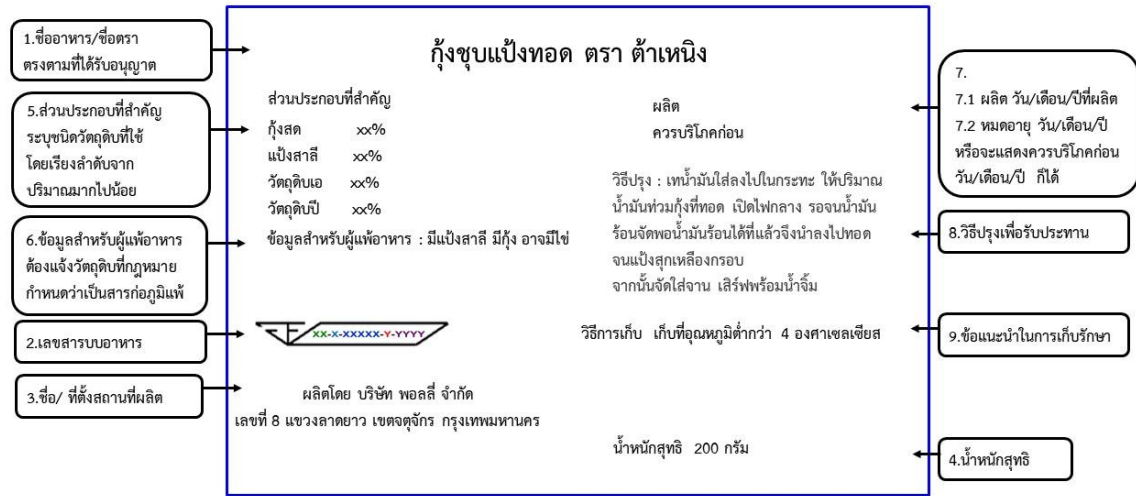 1.ชื่ออาหาร/ชื่อตรา
ตรงตามที่ได้รับอนุญาต
5.ส่วนประกอบที่สำคัญ
ระบุชนิดวัตถุดิบที่ใช้
โดยเรียงลำดับจาก
ปริมาณมากไปน้อย
6.ข้อมูลสำหรับผู้แพ้อาหาร
ต้องแจ้งวัตถุดิบที่กฎหมาย
กำหนดว่าเป็นสารก่อภูมิแพ้
2.เลขสารบบอาหาร
3.ชื่อ/ ที่ตั้งสถานที่ผลิต
กุ้งชุบแป้งทอด ตรา ต้าเหนิง
ส่วนประกอบที่สำคัญ
กุ้งสด xx%
แป้งสาลี xx%
วัตถุดิบเอ xx%
วัตถุดิบบี xx%
ข้อมูลสำหรับผู้แพ้อาหาร : มีแป้งสาลี มีกุ้ง อาจมีไข่
XX-X-XXXXX-Y-YYYY
ผลิตโดย บริษัท พอลลี่ จำกัด
เลขที่ 8 แขวงลาดยาว เขตจตุจักร กรุงเทพมหานคร
ผลิต
ควรบริโภคก่อน
วิธีปรุง : เทน้ำมันใส่ลงไปในกระทะ ให้ปริมาณ
น้ำมันท่วมกุ้งที่ทอด เปิดไฟกลาง รอจนน้ำมัน
ร้อนจัดพอน้ำมันร้อนได้ที่แล้วจึงนำลงไปทอด
จนแป้งสุกเหลืองกรอบ
จากนั้นจัดใส่จาน เสิร์ฟพร้อมน้ำจิ้ม
วิธีการเก็บ เก็บที่อุณหภูมิต่ำกว่า 4 องศาเซลเซียส
น้ำหนักสุทธิ 200 กรัม
7.
7.1 ผลิต วัน/เดือน/ปีที่ผลิต
7.2 หมดอายุ วัน/เดือน/ปี
หรือจะแสดงควรบริโภคก่อน
วัน/เดือน/ปี ก็ได้
8.วิธีปรุงเพื่อรับประทาน
9.ข้อแนะนำในการเก็บรักษา
4.น้ำหนักสุทธิ